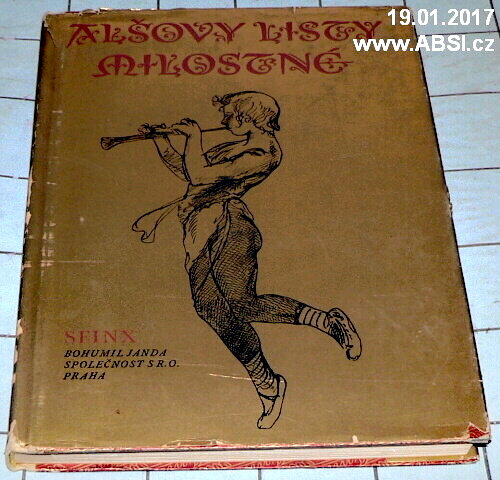 19.01.2017
www.ABSI.cz
ALŠOVY LISTY
MILOSTNÉ
SFINX
BOHUMIL JANDA
SPOLEČNOST S R.O.
PRAHA